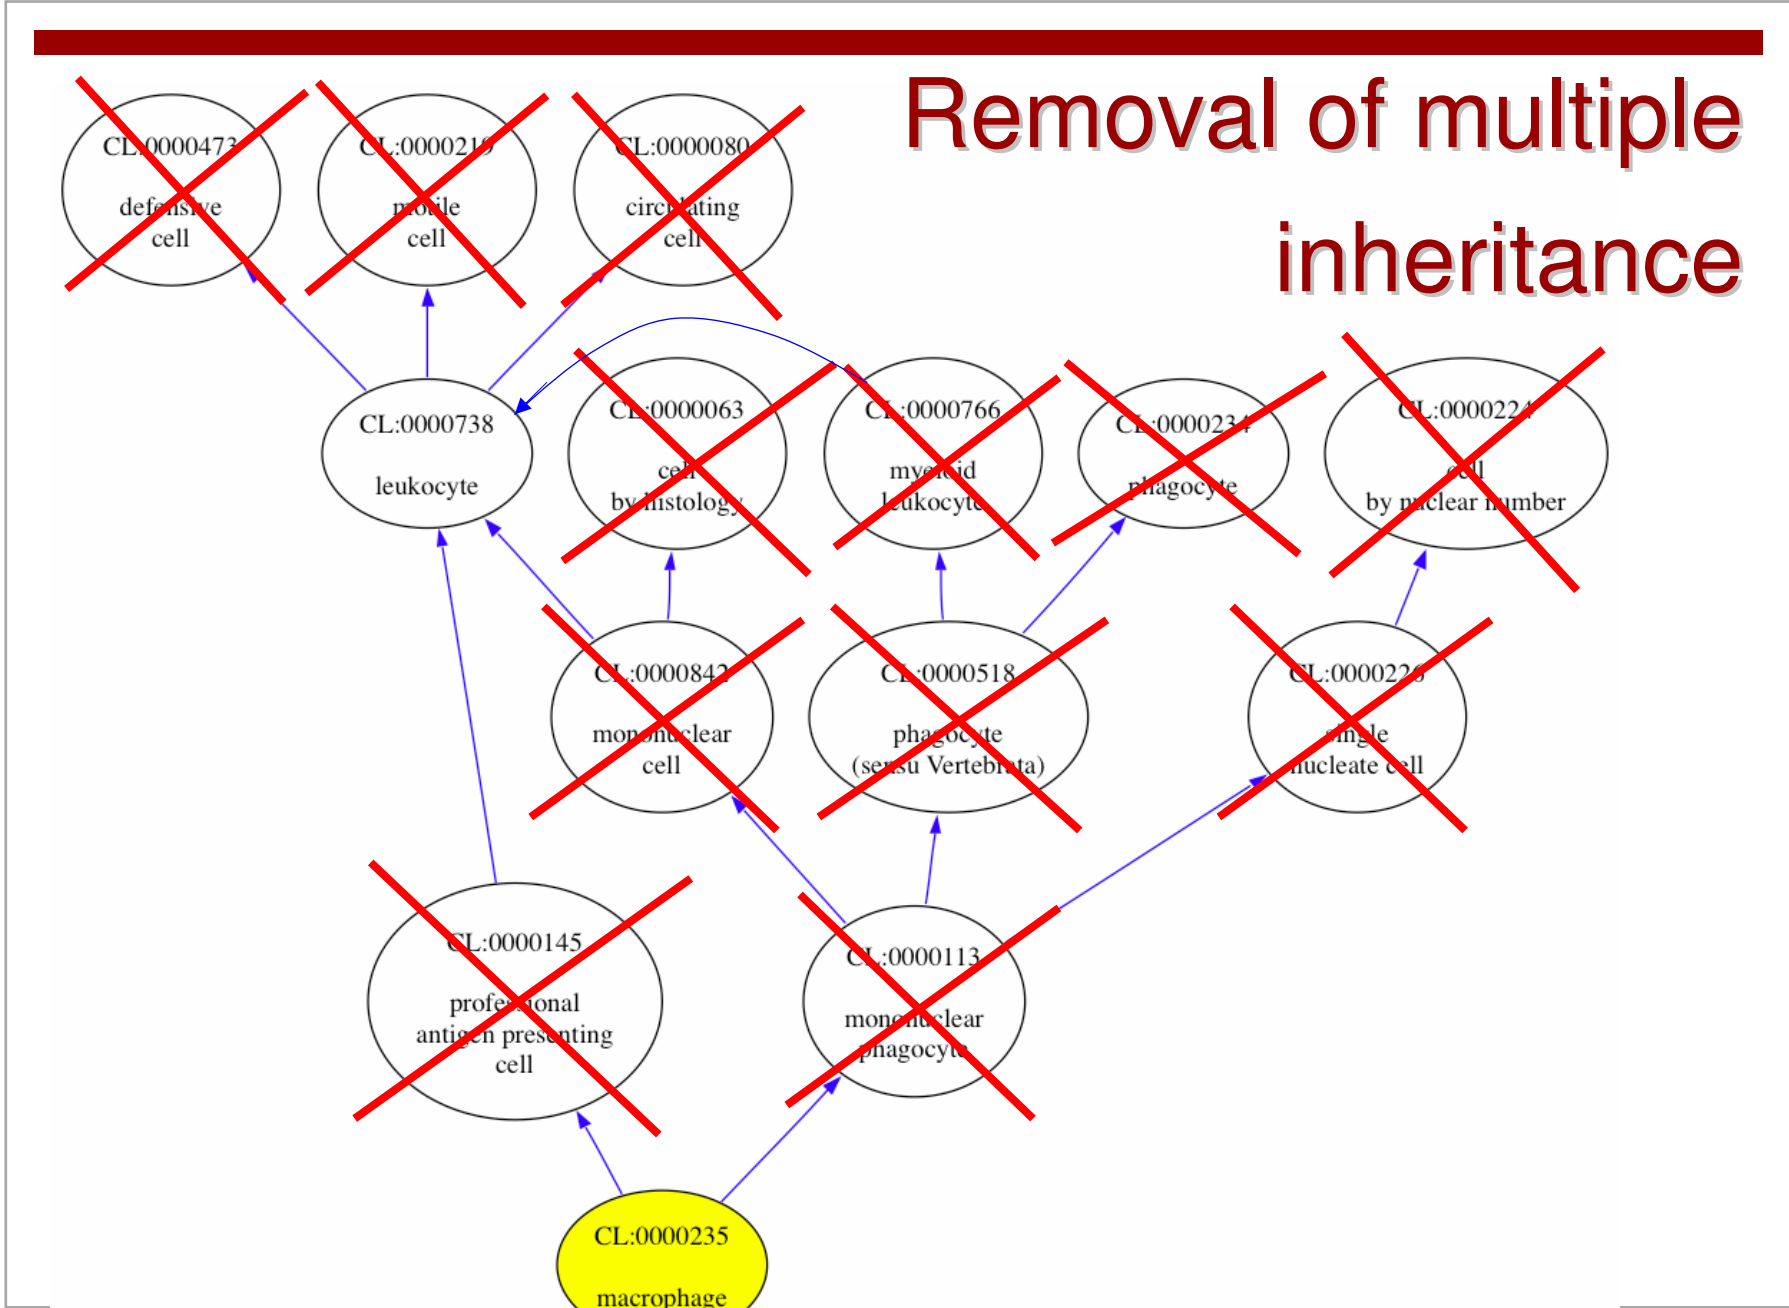 Removal of multiple
inheritance
CL:0000473
defensive
cell
CL:0000219
motile
cell
CL:0000080
circulating
cell
CL:0000738
leukocyte
CL:0000063
cell
by histology
CL:0000766
myeloid
leukocyte
CL:0000234
phagocyte
CL:0000224
cell
by nuclear number
CL:0000842
mononuclear
cell
CL:0000518
phagocyte
(sensu Vertebrata)
CL:0000226
single
nucleate cell
CL:0000145
professional
antigen presenting
cell
CL:0000113
mononuclear
phagocyte
CL:0000235
macrophage